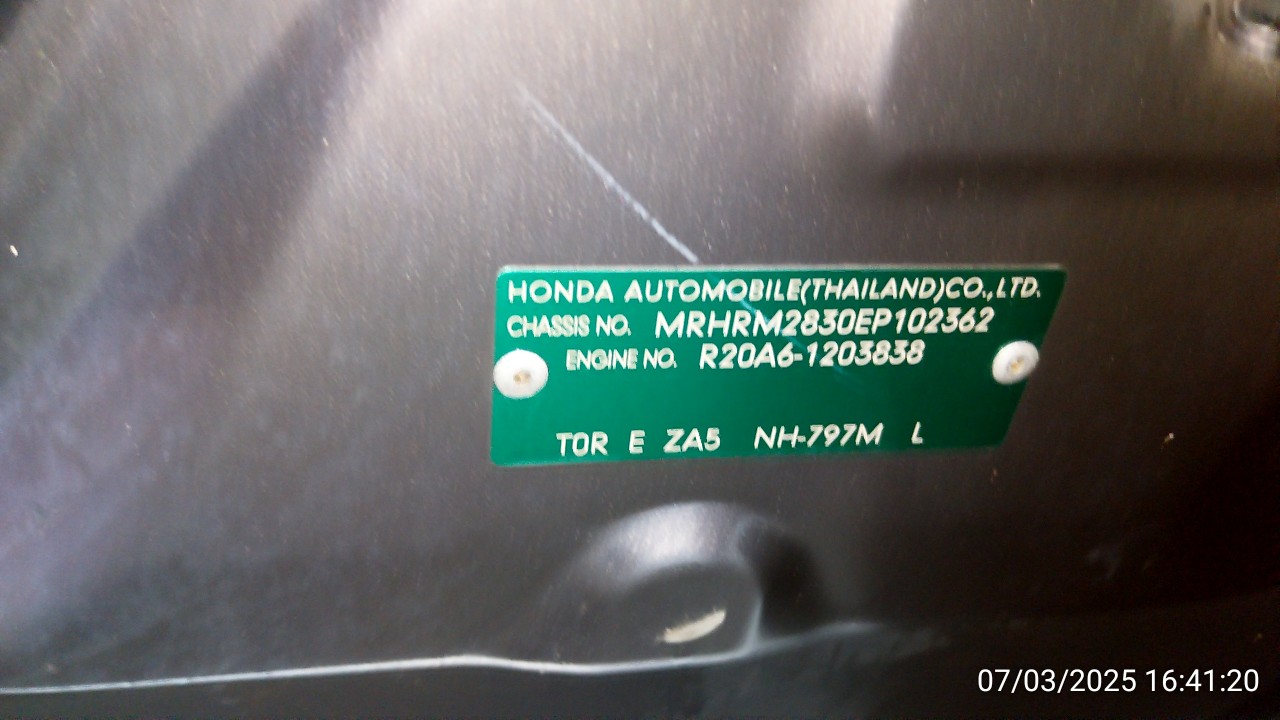 HONDA AUTOMOBILE(THAILAND)CO.,LTD.
CHASSIS NO. MRHRM2830EP102362
ENGINE NO. R20A6-1203838
TOR E ZA5 NH-797M L
07/03/2025 16:41:20